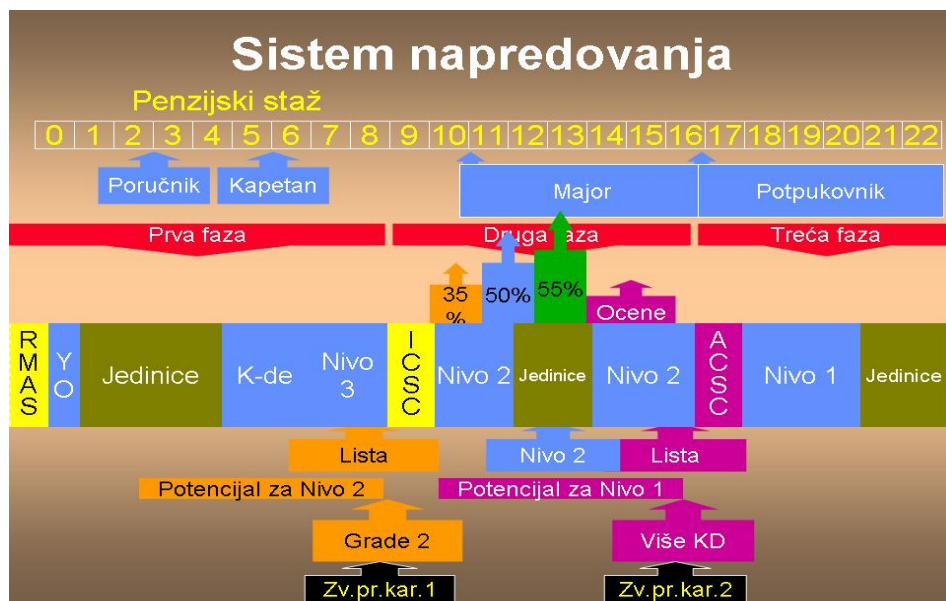 Sistem napredovanja
Penzijski staž
0 1 2 3 4 5 6 7 8 9 10 11 12 13 14 15 16 17 18 19 20 21 22
Poručnik Kapetan Major Potpukovnik
Prva faza Druga faza Treća faza
35 % 50% 55% Ocene
RMAS YO Jedinice K-de Nivo 3 ICSC Nivo 2 Jedinice Nivo 2 ACSC Nivo 1 Jedinice
Lista Nivo 2 Lista
Potencijal za Nivo 2 Potencijal za Nivo 1
Grade 2 Više KD
Zv.pr.kar.1 Zv.pr.kar.2